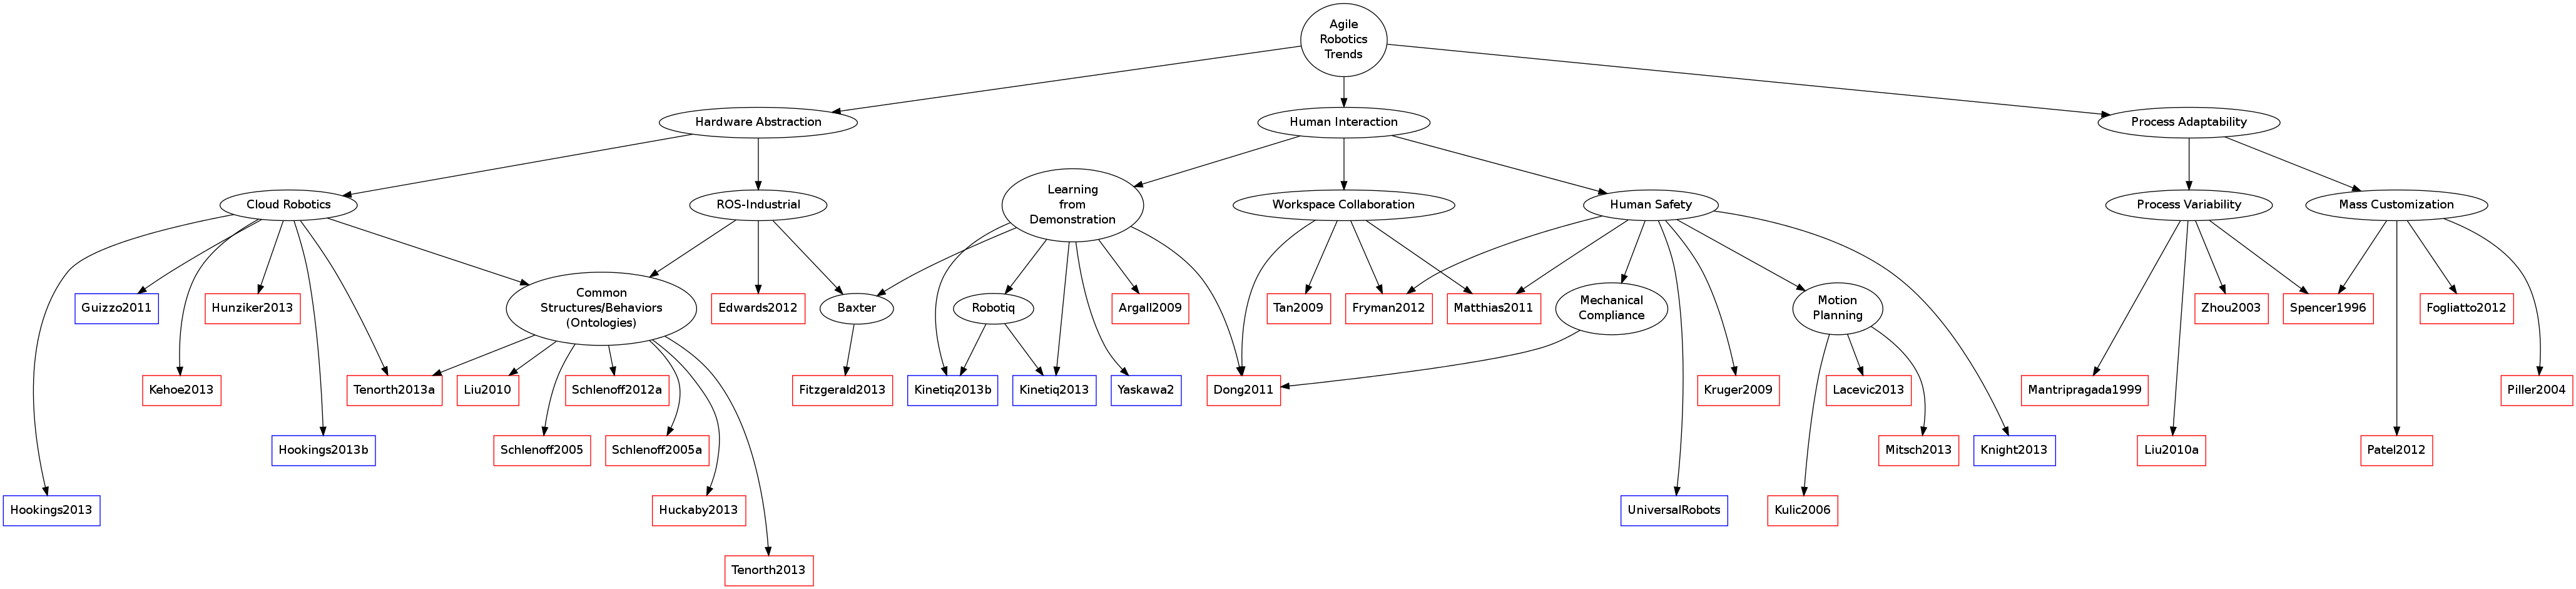 Agile
Robotics
Trends
Hardware Abstraction
Human Interaction
Process Adaptability
Cloud Robotics
ROS-Industrial
Learning
from
Demonstration
Workspace Collaboration
Human Safety
Process Variability
Mass Customization
Guizzo2011
Hunziker2013
Common
Structures/Behaviors
(Ontologies)
Edwards2012
Baxter
Robotiq
Argall2009
Tan2009
Fryman2012
Matthias2011
Mechanical
Compliance
Motion
Planning
Zhou2003
Spencer1996
Fogliatto2012
Kehoe2013
Tenorth2013a
Liu2010
Schlenoff2012a
Fitzgerald2013
Kinetiq2013b
Kinetiq2013
Yaskawa2
Dong2011
Kruger2009
Lacevic2013
Mantripragada1999
Piller2004
Hookings2013b
Schlenoff2005
Schlenoff2005a
Mitsch2013
Knight2013
Liu2010a
Patel2012
Hookings2013
Huckaby2013
UniversalRobots
Kulic2006
Tenorth2013